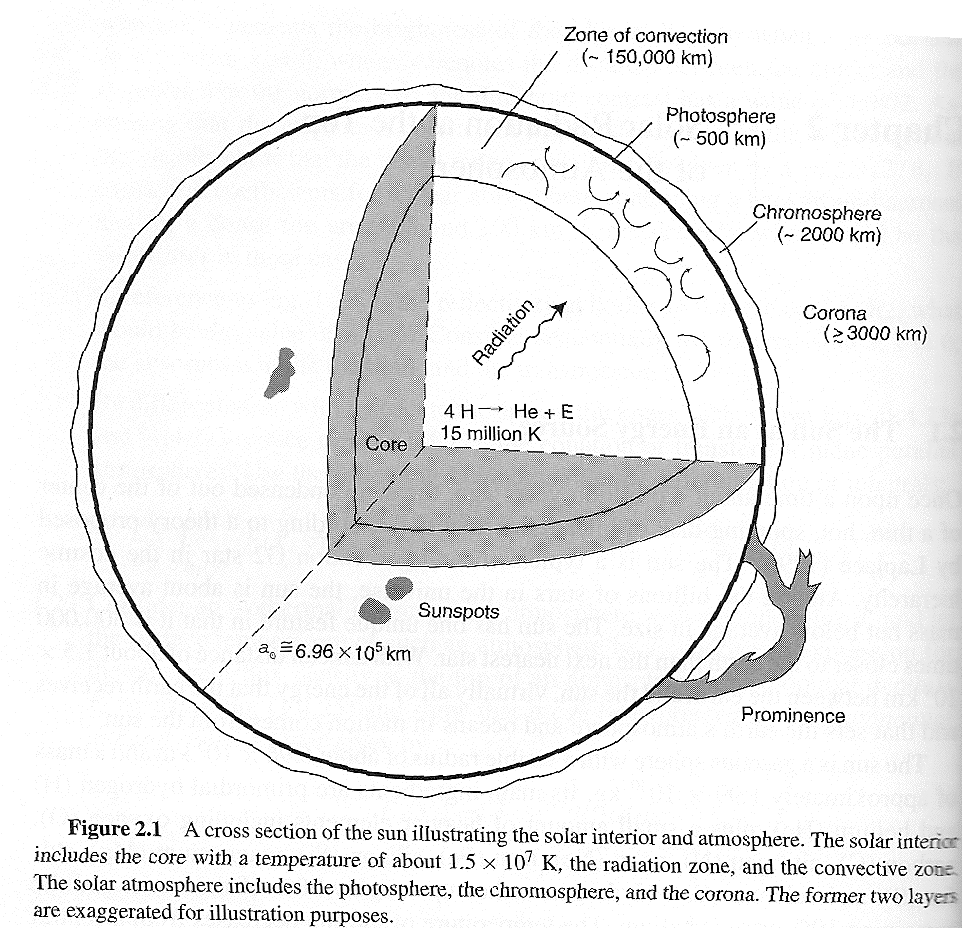 Zone of convection
(~ 150,000 km)
Photosphere
(~ 500 km)
Chromosphere
(~ 2000 km)
Corona
(≥3000 km)
Radiation
4 H → He + E
15 million K
Core
Sunspots
a₀ ≅ 6.96 × 10⁵ km
Prominence
Figure 2.1 A cross section of the sun illustrating the solar interior and atmosphere. The solar interior
includes the core with a temperature of about 1.5 × 10⁷ K, the radiation zone, and the convective zone.
The solar atmosphere includes the photosphere, the chromosphere, and the corona. The former two layers
are exaggerated for illustration purposes.